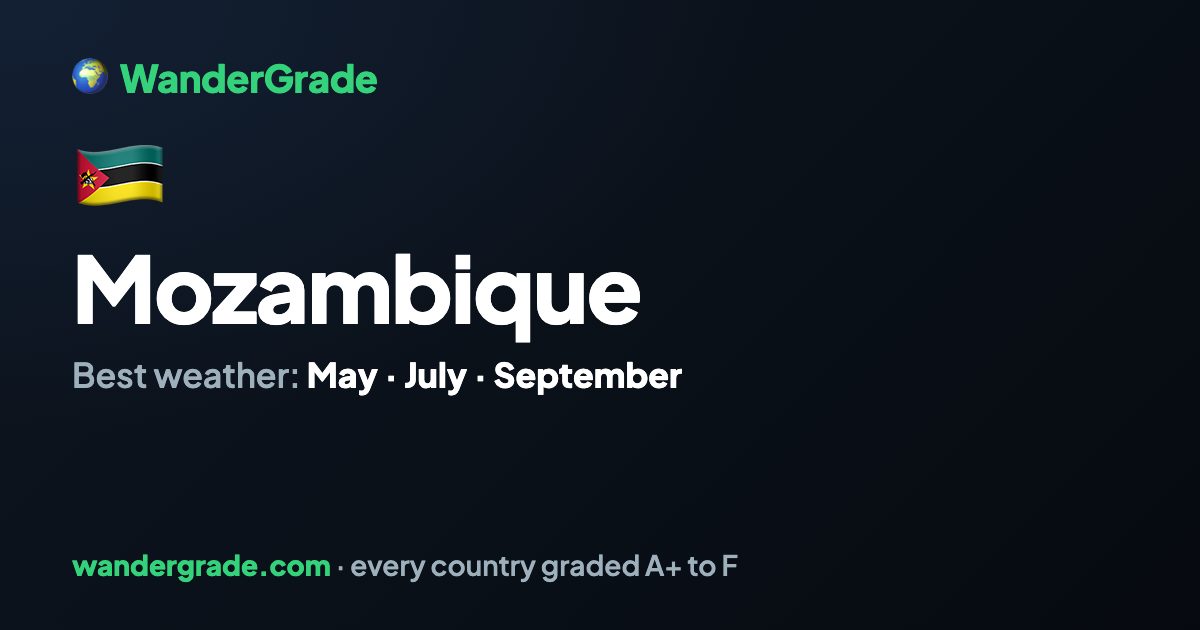 WanderGrade
Mozambique
Best weather: May · July · September
wandergrade.com · every country graded A+ to F